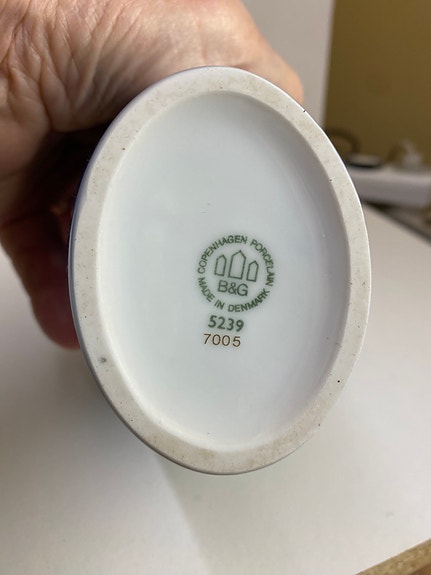 COPENHAGEN PORCELAIN
B&G
MADE IN DENMARK
5239
7005